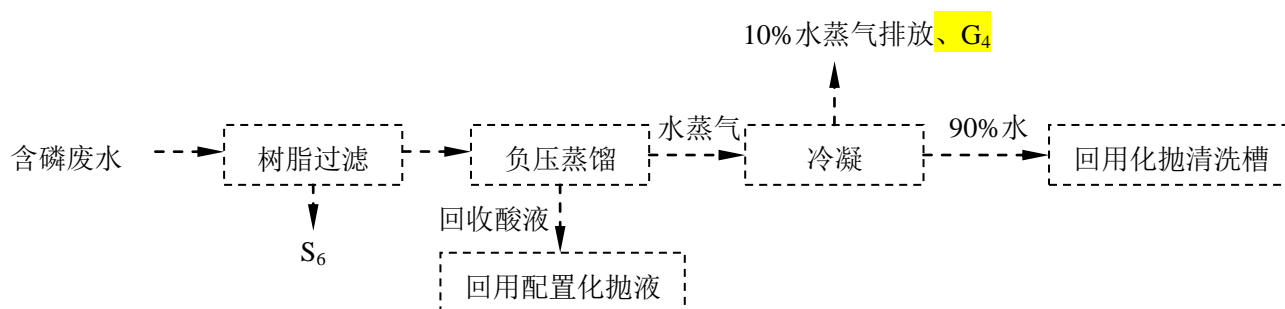 10%水蒸气排放、G₄
含磷废水
树脂过滤
负压蒸馏
水蒸气
冷凝
90%水
回用化抛清洗槽
S₆
回收酸液
回用配置化抛液